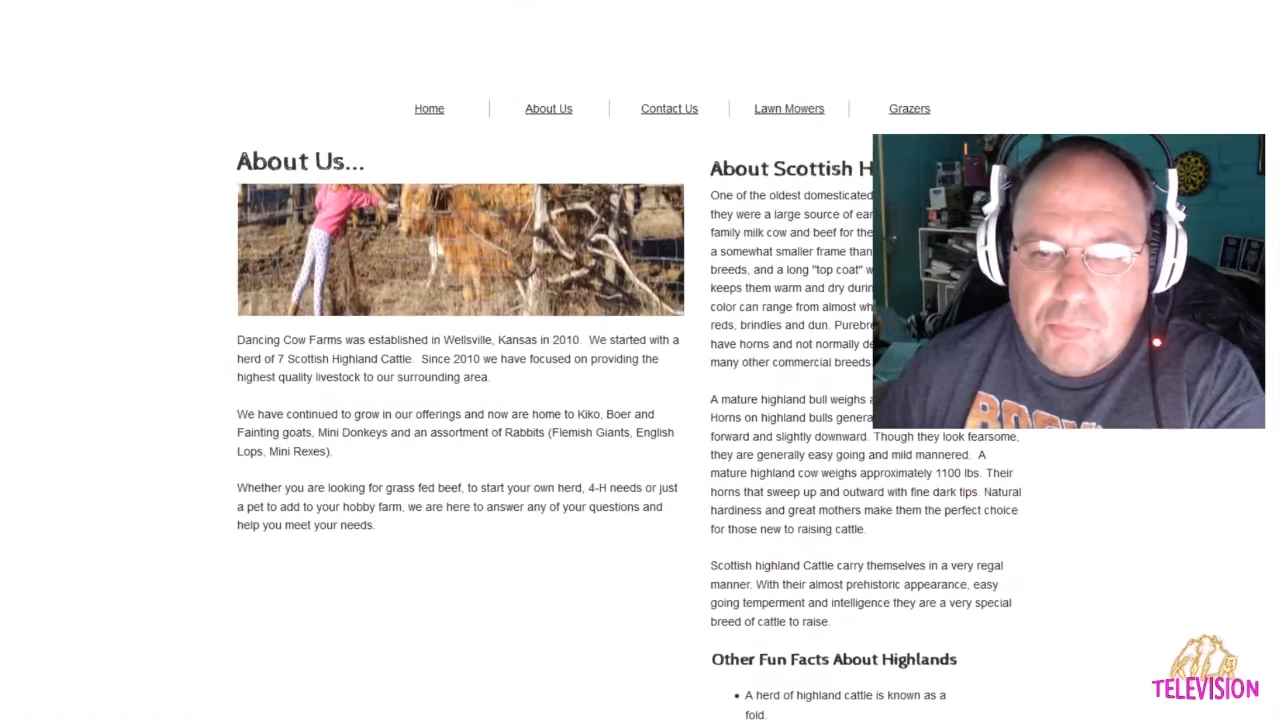 Home
About Us
Contact Us
Lawn Mowers
Grazers
About Us...
Dancing Cow Farms was established in Wellsville, Kansas in 2010.  We started with a
herd of 7 Scottish Highland Cattle.  Since 2010 we have focused on providing the
highest quality livestock to our surrounding area.
We have continued to grow in our offerings and now are home to Kiko, Boer and
Fainting goats, Mini Donkeys and an assortment of Rabbits (Flemish Giants, English
Lops, Mini Rexes).
Whether you are looking for grass fed beef, to start your own herd, 4-H needs or just
a pet to add to your hobby farm, we are here to answer any of your questions and
help you meet your needs.
About Scottish
One of the oldest domesticated
they were a large source of
family milk cow and beef for the
a somewhat smaller frame than
breeds, and a long "top coat"
keeps them warm and dry
color can range from almost
reds, brindles and dun.
have horns and not normally
many other commercial breeds
A mature highland bull weighs
Horns on highland bulls
forward and slightly downward. Though they look fearsome,
they are generally easy going and mild mannered.  A
mature highland cow weighs approximately 1100 lbs. Their
horns that sweep up and outward with fine dark tips. Natural
hardiness and great mothers make them the perfect choice
for those new to raising cattle.
Scottish highland Cattle carry themselves in a very regal
manner. With their almost prehistoric appearance, easy
going temperment and intelligence they are a very special
breed of cattle to raise.
Other Fun Facts About Highlands
• A herd of highland cattle is known as a
fold.
KILR
TELEVISION